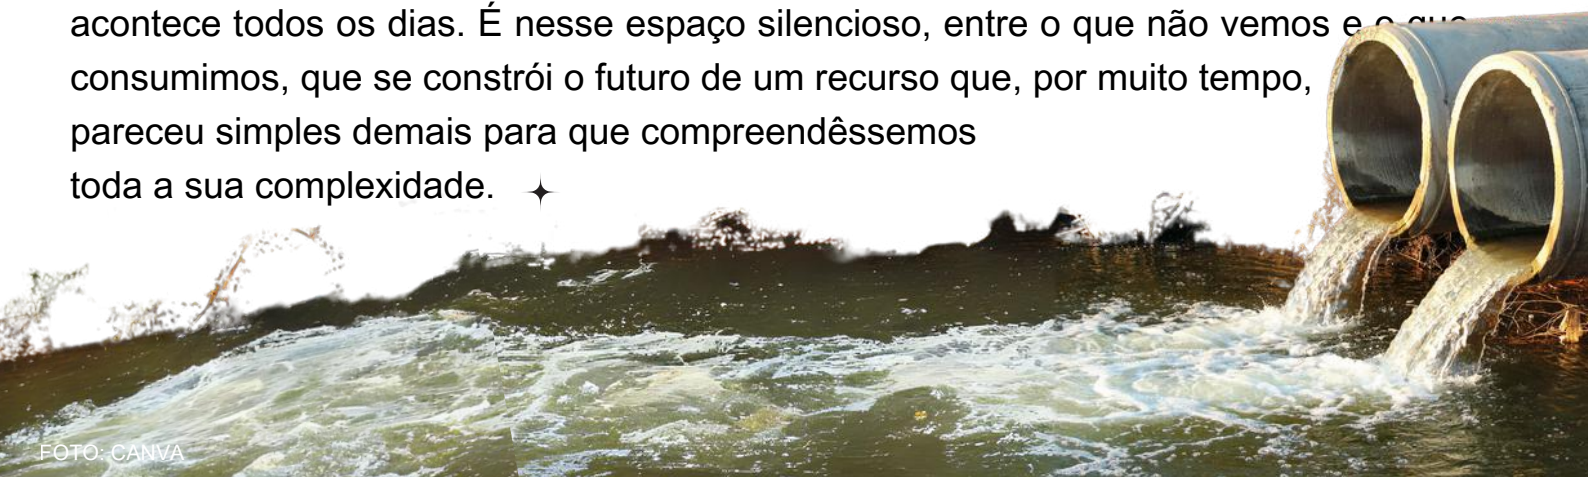 acontece todos os dias. É nesse espaço silencioso, entre o que não vemos e o que
consumimos, que se constrói o futuro de um recurso que, por muito tempo,
pareceu simples demais para que compreendêssemos
toda a sua complexidade.
FOTO: CANVA